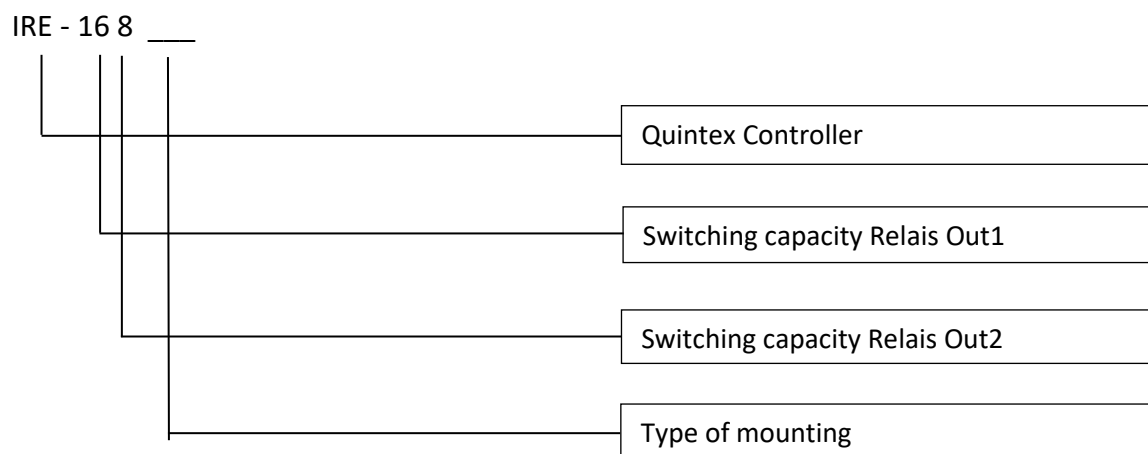 IRE - 16 8 ___
Quintex Controller
Switching capacity Relais Out1
Switching capacity Relais Out2
Type of mounting